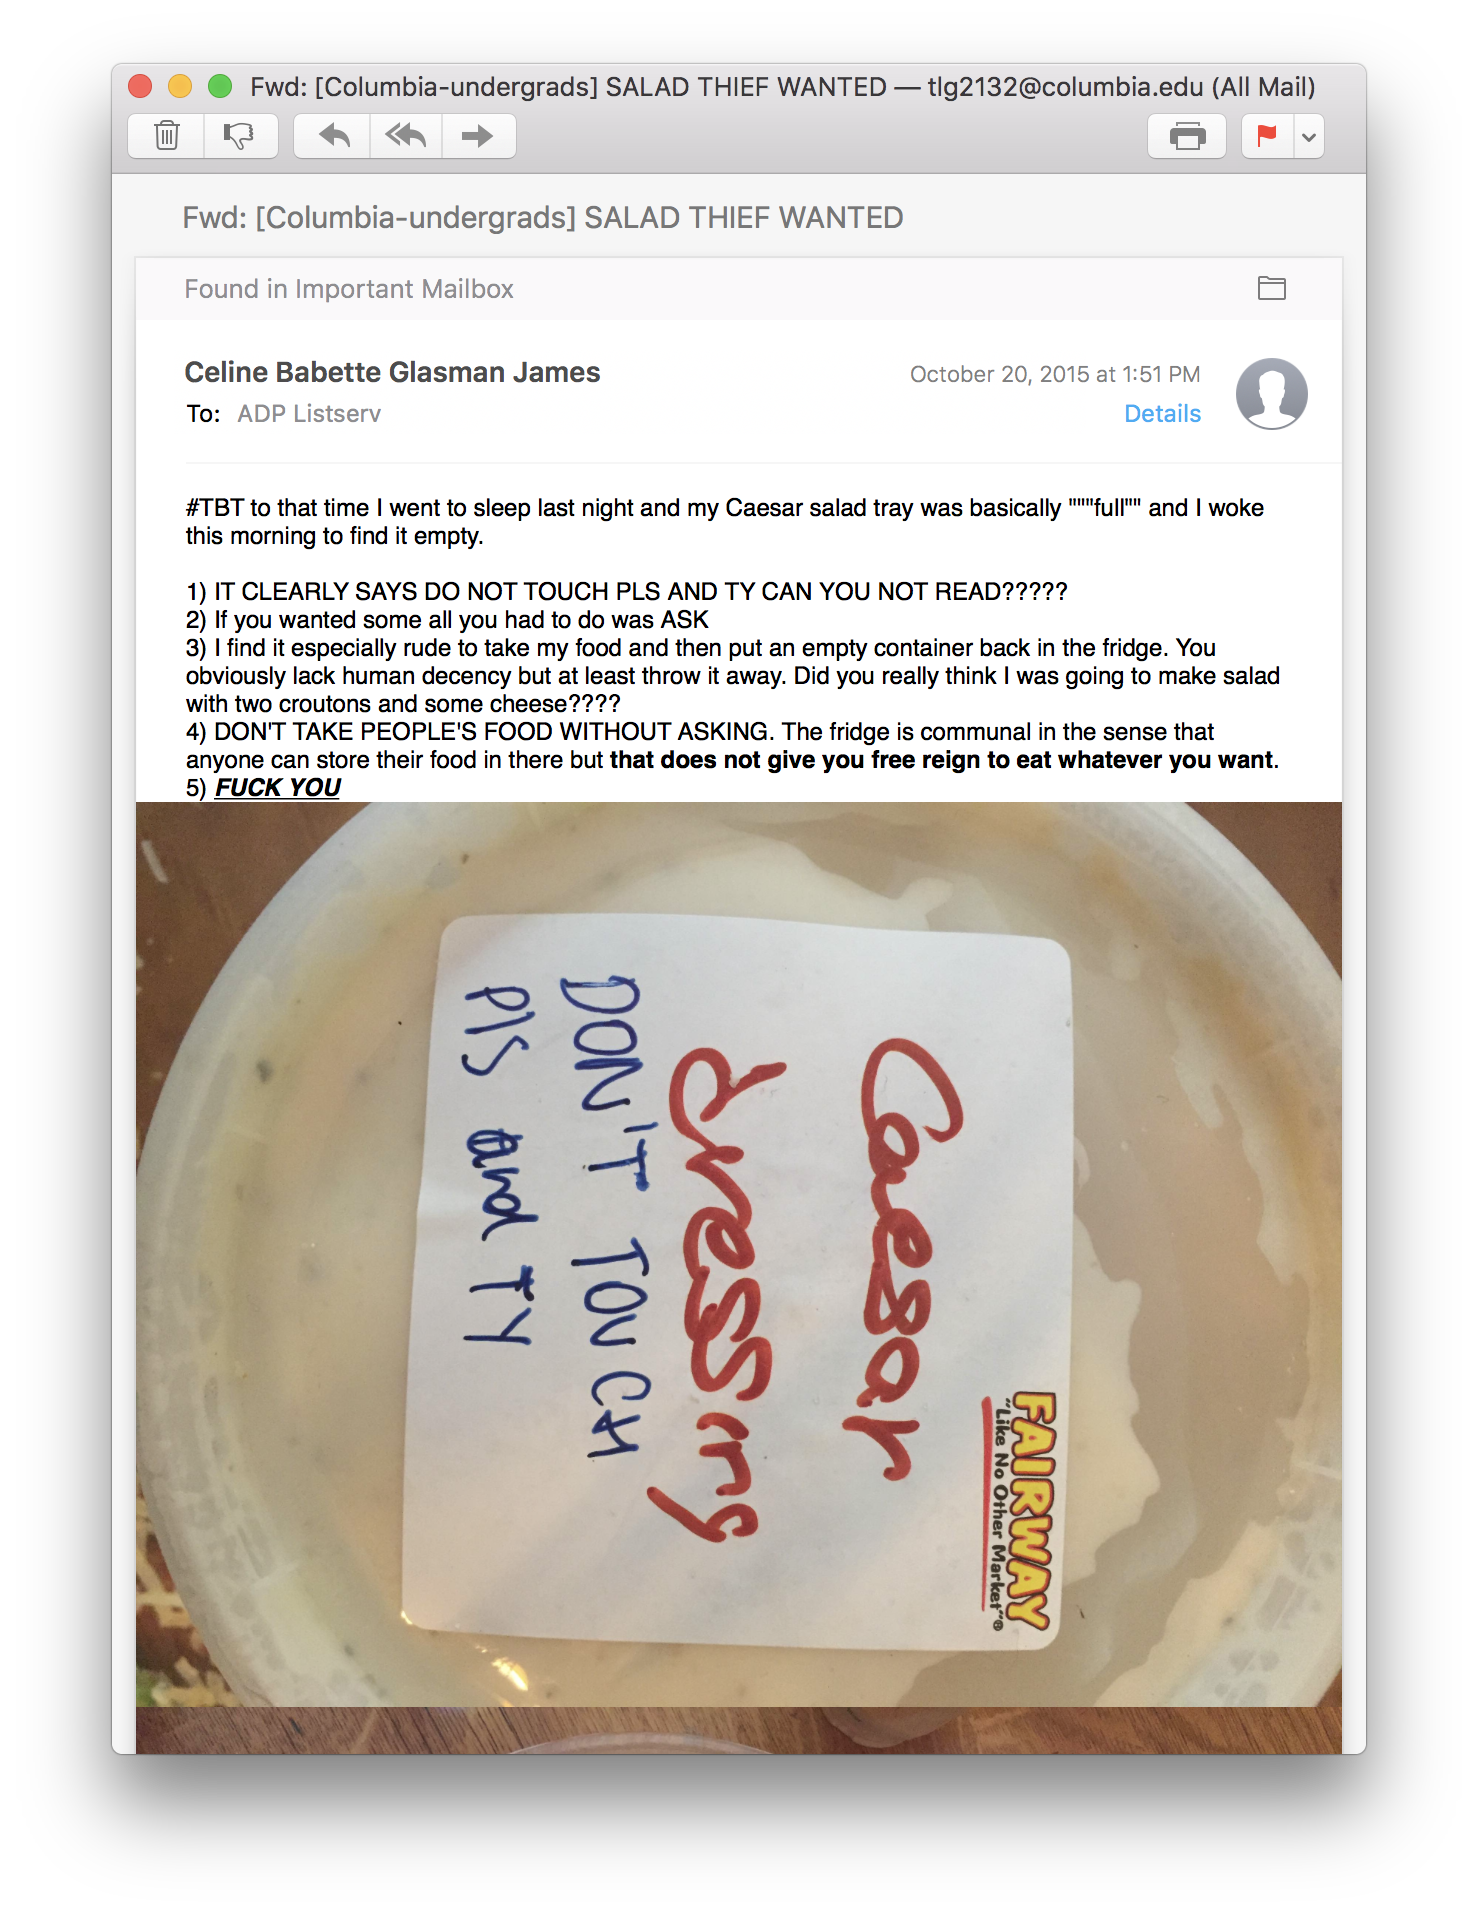 Fwd: [Columbia-undergrads] SALAD THIEF WANTED — tlg2132@columbia.edu (All Mail)
Fwd: [Columbia-undergrads] SALAD THIEF WANTED
Found in Important Mailbox
Celine Babette Glasman James
October 20, 2015 at 1:51 PM
To: ADP Listserv
Details
#TBT to that time I went to sleep last night and my Caesar salad tray was basically """full"" and I woke
this morning to find it empty.
1) IT CLEARLY SAYS DO NOT TOUCH PLS AND TY CAN YOU NOT READ?????
2) If you wanted some all you had to do was ASK
3) I find it especially rude to take my food and then put an empty container back in the fridge. You
obviously lack human decency but at least throw it away. Did you really think I was going to make salad
with two croutons and some cheese????
4) DON'T TAKE PEOPLE'S FOOD WITHOUT ASKING. The fridge is communal in the sense that
anyone can store their food in there but that does not give you free reign to eat whatever you want.
5) FUCK YOU
FAIRWAY
"Like No Other Market"®
Caesar
Dressing
DON'T TOUCH
PlS and TY